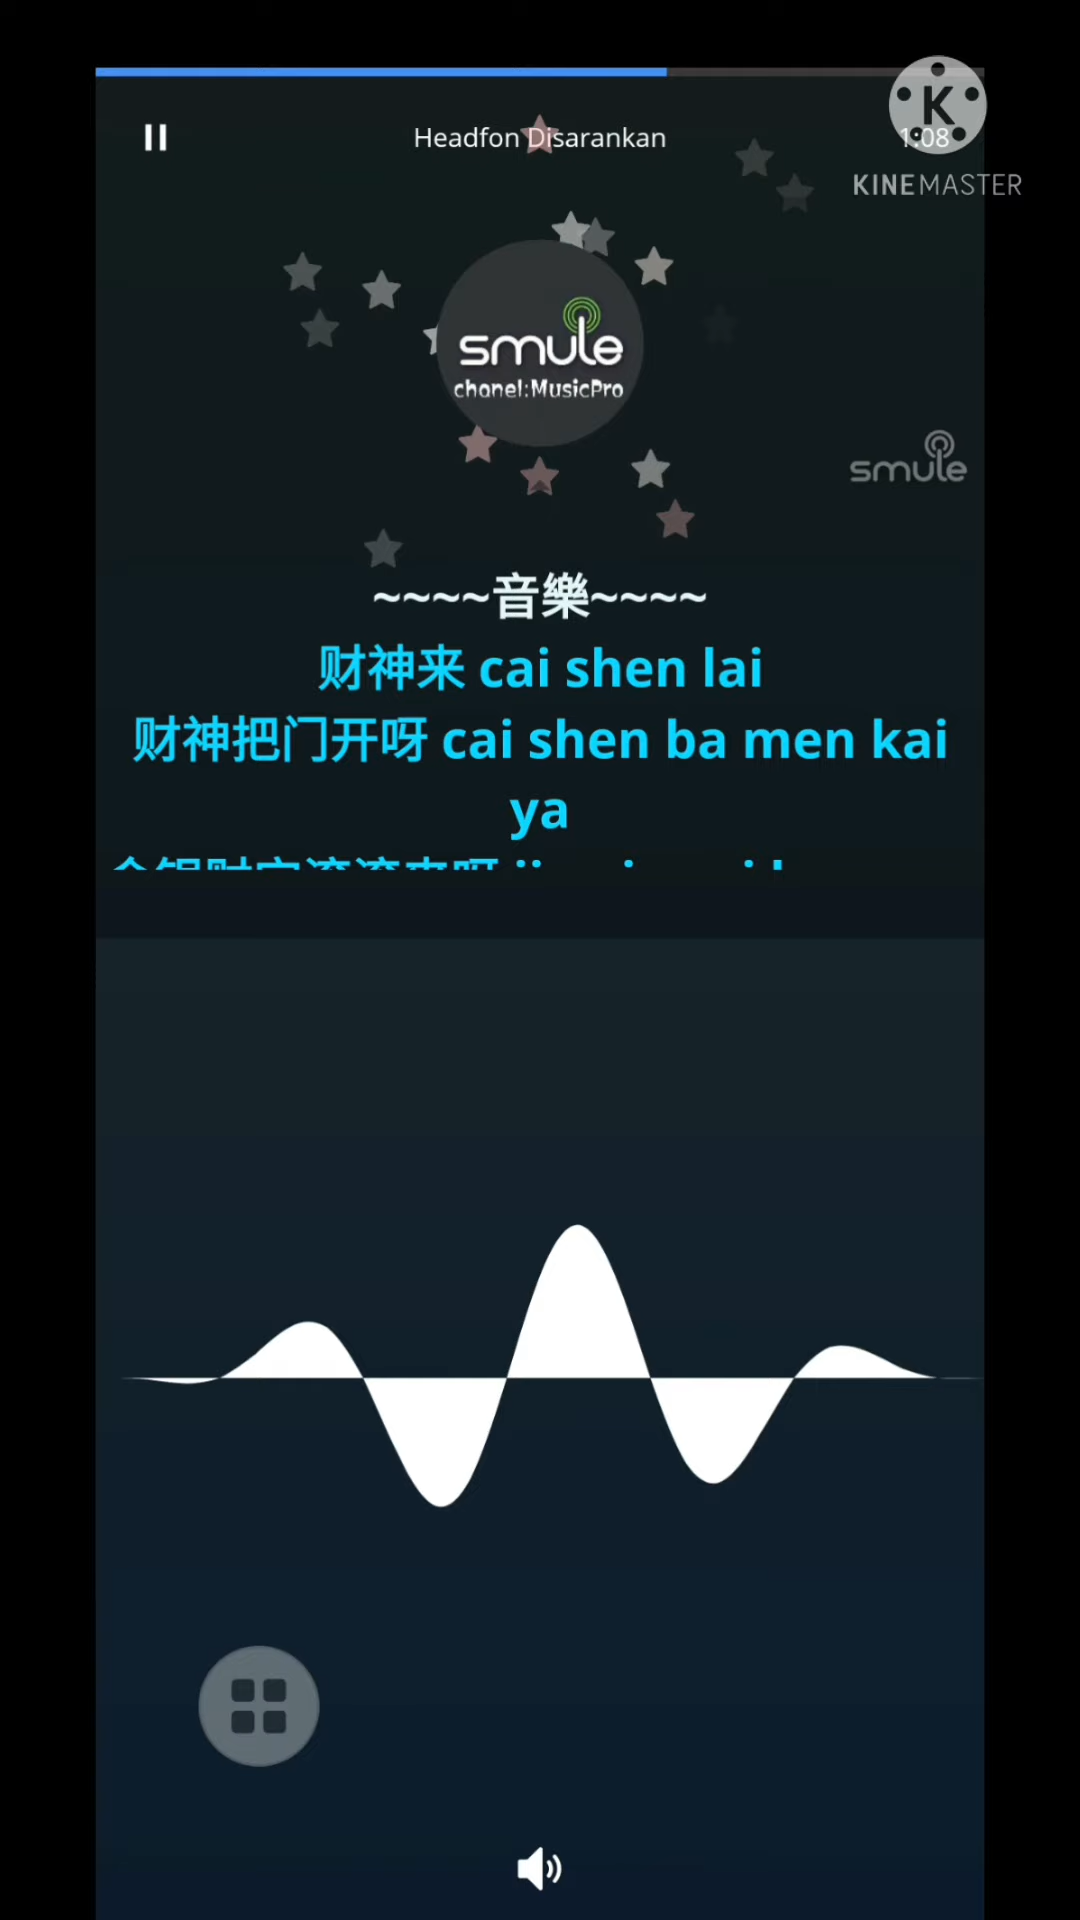 Headfon Disarankan
1:08
KINEMASTER
smule
chanel:MusicPro
smule
~~~~音樂~~~~
财神来 cai shen lai
财神把门开呀 cai shen ba men kai
ya